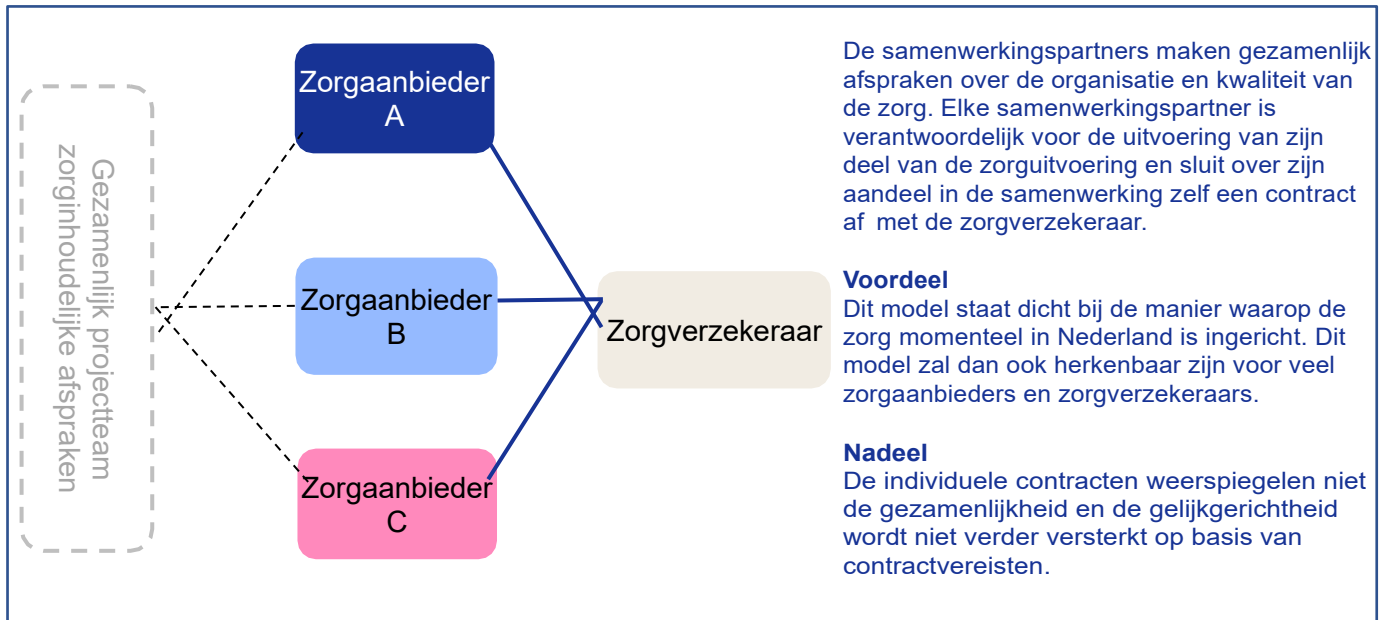 Gezamenlijk projectteam
zorginhoudelijke afspraken
Zorgaanbieder
A
Zorgaanbieder
B
Zorgaanbieder
C
Zorgverzekeraar
De samenwerkingspartners maken gezamenlijk
afspraken over de organisatie en kwaliteit van
de zorg. Elke samenwerkingspartner is
verantwoordelijk voor de uitvoering van zijn
deel van de zorguitvoering en sluit over zijn
aandeel in de samenwerking zelf een contract
af met de zorgverzekeraar.
Voordeel
Dit model staat dicht bij de manier waarop de
zorg momenteel in Nederland is ingericht. Dit
model zal dan ook herkenbaar zijn voor veel
zorgaanbieders en zorgverzekeraars.
Nadeel
De individuele contracten weerspiegelen niet
de gezamenlijkheid en de gelijkgerichtheid
wordt niet verder versterkt op basis van
contractvereisten.